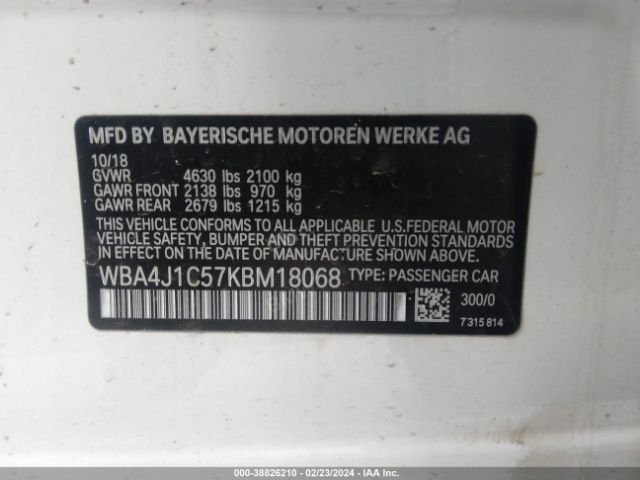 MFD BY BAYERISCHE MOTOREN WERKE AG
10/18
GVWR 4630 lbs 2100 kg
GAWR FRONT 2138 lbs 970 kg
GAWR REAR 2679 lbs 1215 kg
THIS VEHICLE CONFORMS TO ALL APPLICABLE U.S.FEDERAL MOTOR
VEHICLE SAFETY, BUMPER AND THEFT PREVENTION STANDARDS
IN EFFECT ON THE DATE OF MANUFACTURE SHOWN ABOVE.
WBA4J1C57KBM18068 TYPE: PASSENGER CAR
300/0
7315814
000-38826210 - 02/23/2024 - IAA Inc.